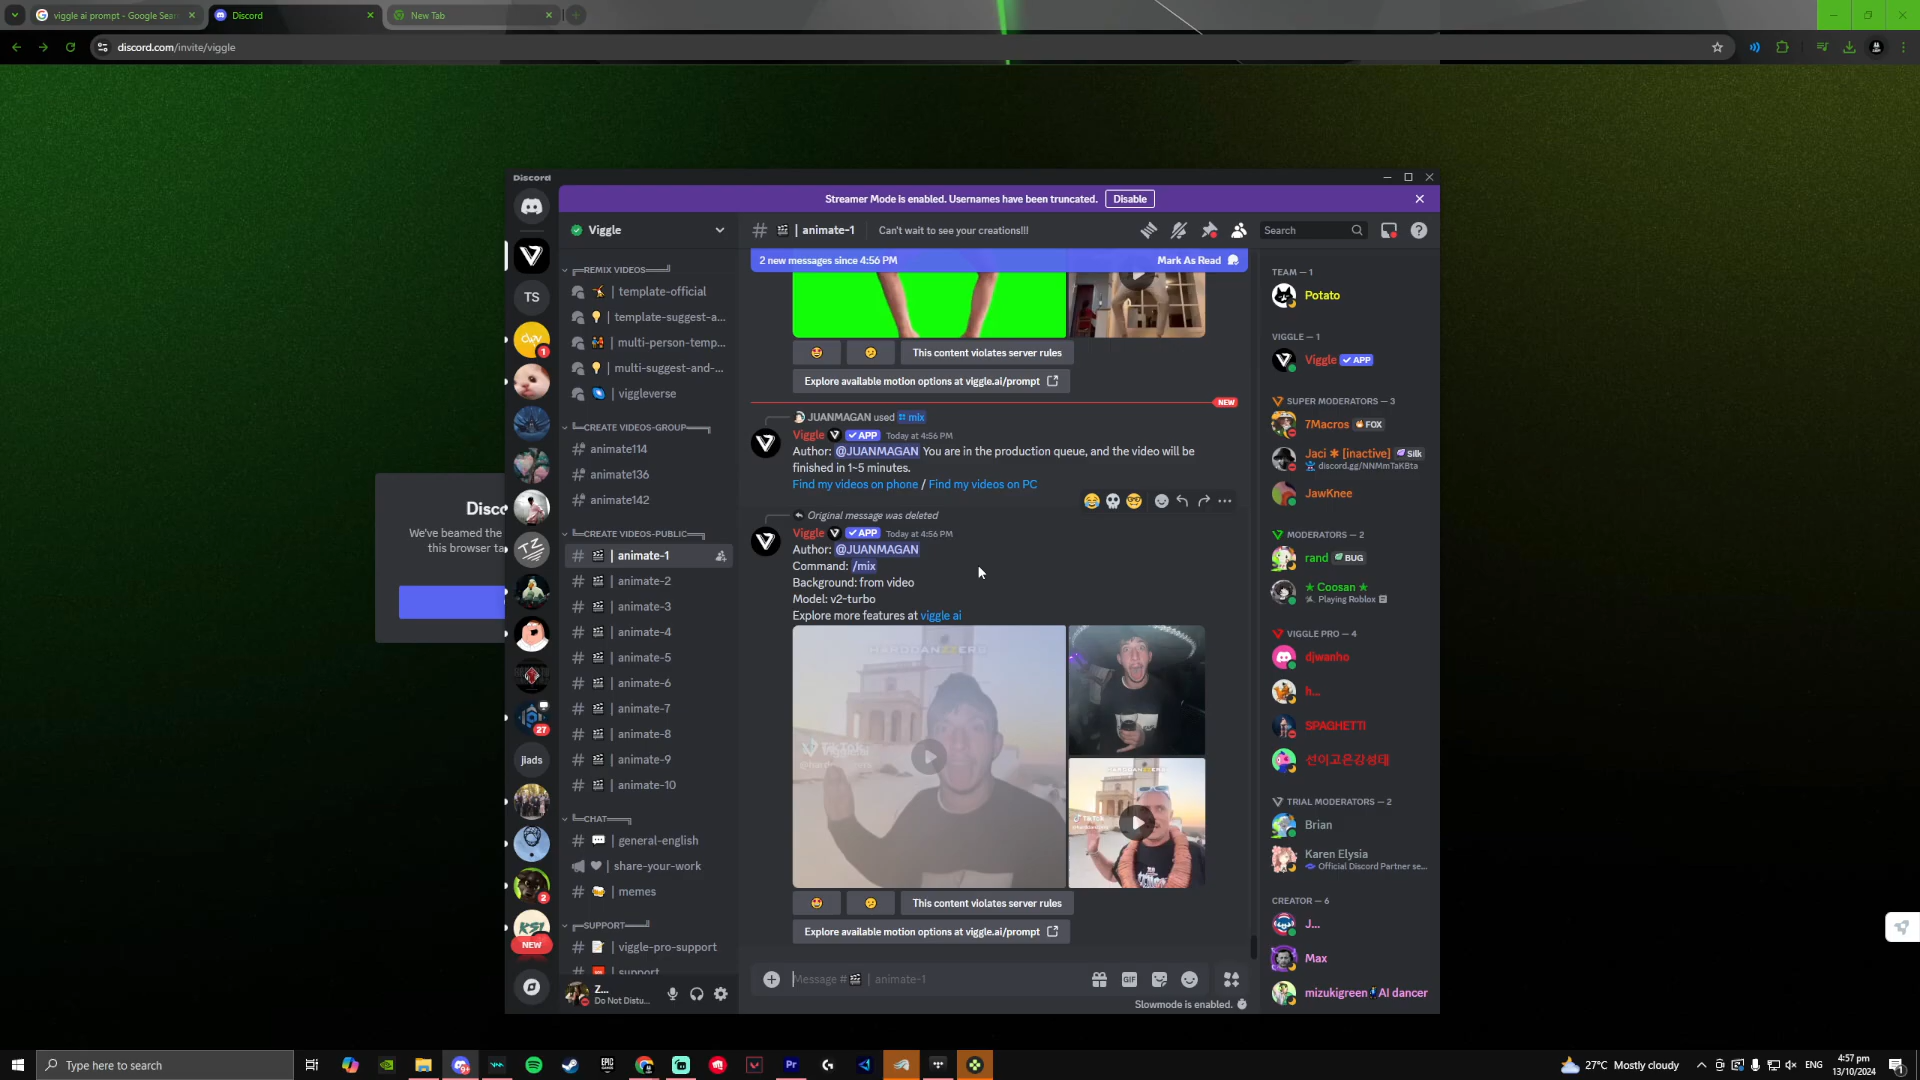 viggle ai prompt - Google Sear
Discord
New Tab
discord.com/invite/viggle
Discord
Streamer Mode is enabled. Usernames have been truncated.
Disable
Viggle
animate-1
Can't wait to see your creations!!!
Search
REMIX VIDEOS
template-official
template-suggest-a...
multi-person-temp...
multi-suggest-and-...
viggleverse
CREATE VIDEOS-GROUP
animate114
animate136
animate142
CREATE VIDEOS-PUBLIC
animate-1
animate-2
animate-3
animate-4
animate-5
animate-6
animate-7
animate-8
animate-9
animate-10
CHAT
general-english
share-your-work
memes
SUPPORT
viggle-pro-support
support
Z...
Do Not Distu...
TS
1
27
jiads
2
KSI
NEW
Disco
We've beamed the
this browser ta
2 new messages since 4:56 PM
Mark As Read
This content violates server rules
Explore available motion options at viggle.ai/prompt
NEW
JUANMAGAN used mix
Viggle APP Today at 4:56 PM
Author: @JUANMAGAN You are in the production queue, and the video will be
finished in 1~5 minutes.
Find my videos on phone / Find my videos on PC
Original message was deleted
Viggle APP Today at 4:56 PM
Author: @JUANMAGAN
Command: /mix
Background: from video
Model: v2-turbo
Explore more features at viggle ai
HARDDANZZERS
This content violates server rules
Explore available motion options at viggle.ai/prompt
Message # | animate-1
GIF
Slowmode is enabled.
TEAM — 1
Potato
VIGGLE — 1
Viggle APP
SUPER MODERATORS — 3
7Macros FOX
Jaci [inactive] Silk
discord.gg/NNMmTaKBta
JawKnee
MODERATORS — 2
rand BUG
★ Coosan ★
Playing Roblox
VIGGLE PRO — 4
djwanho
h...
SPAGHETTI
선이고은강성태
TRIAL MODERATORS — 2
Brian
Karen Elysia
Official Discord Partner se...
CREATOR — 6
J...
Max
mizukigreen AI dancer
Type here to search
27°C Mostly cloudy
ENG
4:57 pm
13/10/2024